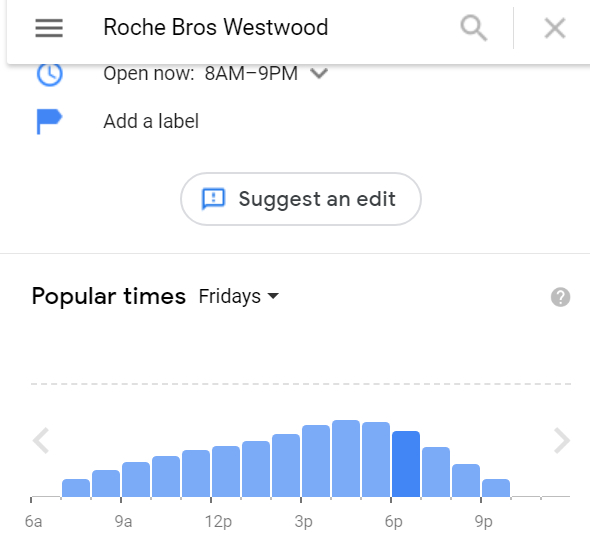 Roche Bros Westwood
Open now: 8AM–9PM
Add a label
Suggest an edit
Popular times Fridays
6a 9a 12p 3p 6p 9p